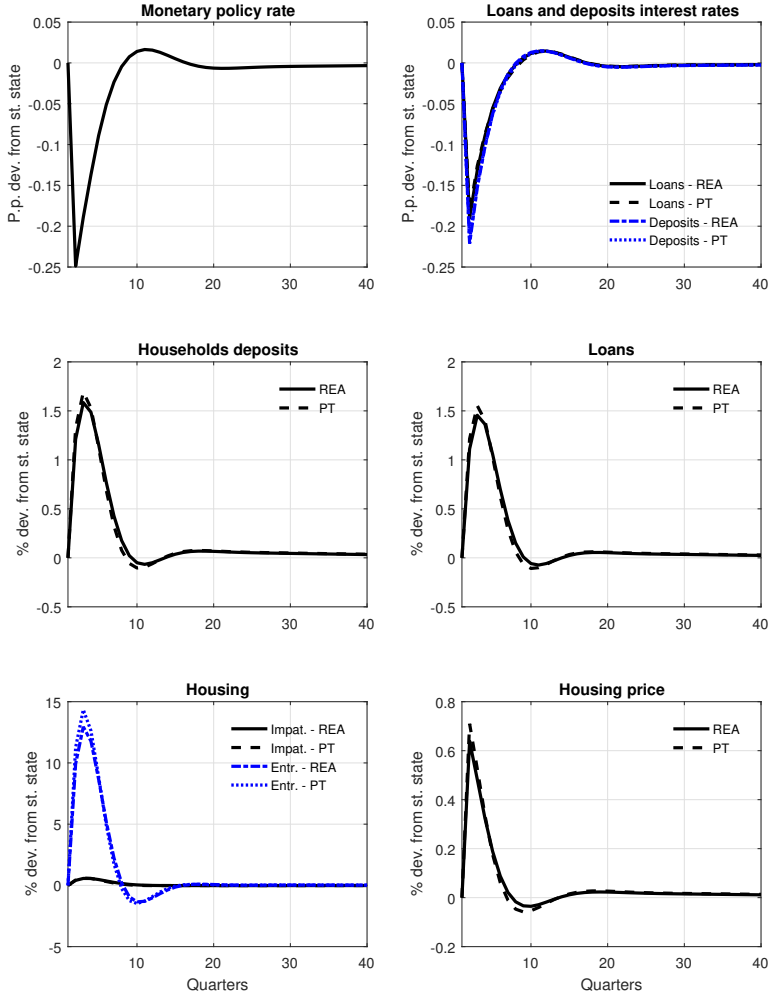 Monetary policy rate
P.p. dev. from st. state
0.05
0
-0.05
-0.1
-0.15
-0.2
-0.25
10
20
30
40
Loans and deposits interest rates
P.p. dev. from st. state
0.05
0
-0.05
-0.1
-0.15
-0.2
-0.25
Loans - REA
Loans - PT
Deposits - REA
Deposits - PT
10
20
30
40
Households deposits
% dev. from st. state
2
1.5
1
0.5
0
-0.5
REA
PT
10
20
30
40
Loans
% dev. from st. state
2
1.5
1
0.5
0
-0.5
REA
PT
10
20
30
40
Housing
% dev. from st. state
15
10
5
0
-5
Impat. - REA
Impat. - PT
Entr. - REA
Entr. - PT
10
20
30
40
Quarters
Housing price
% dev. from st. state
0.8
0.6
0.4
0.2
0
-0.2
REA
PT
10
20
30
40
Quarters